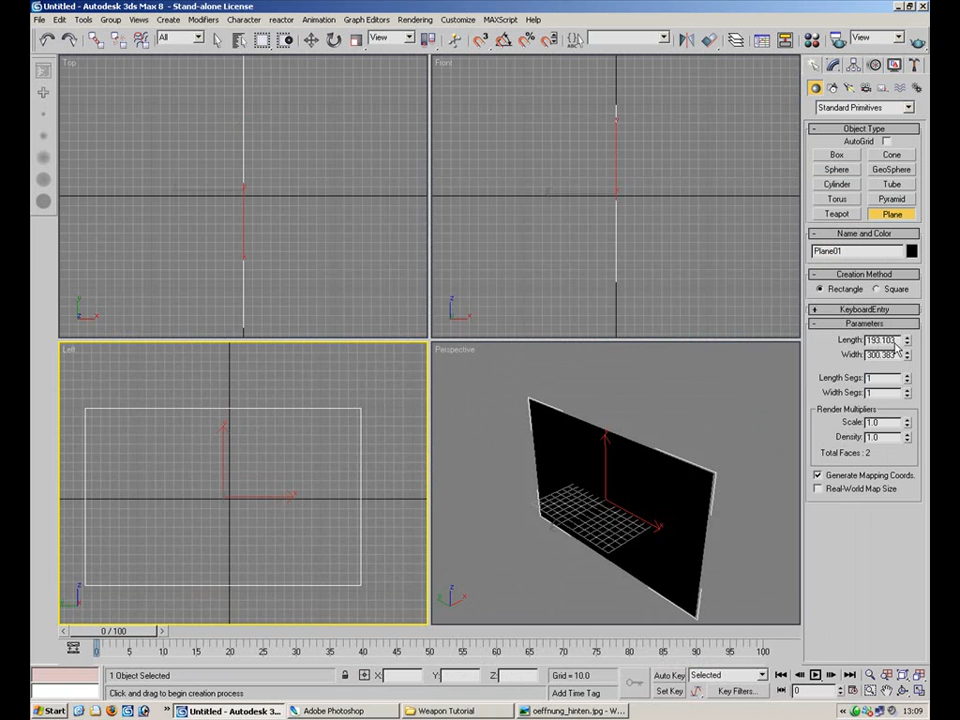 Untitled - Autodesk 3ds Max 8 - Stand-alone License
File Edit Tools Group Views Create Modifiers Character reactor Animation Graph Editors Rendering Customize MAXScript Help
All View View
Top
Front
Left
Perspective
Standard Primitives
Object Type
AutoGrid
Box Cone
Sphere GeoSphere
Cylinder Tube
Torus Pyramid
Teapot Plane
Name and Color
Plane01
Creation Method
Rectangle Square
KeyboardEntry
Parameters
Length: 193.103
Width: 300.383
Length Segs: 1
Width Segs: 1
Render Multipliers
Scale: 1.0
Density: 1.0
Total Faces : 2
Generate Mapping Coords.
Real-World Map Size
0 / 100
0 5 10 15 20 25 30 35 40 45 50 55 60 65 70 75 80 85 90 95 100
1 Object Selected X: Y: Z: Grid = 10.0 Auto Key Selected
Click and drag to begin creation process Add Time Tag Set Key Key Filters... 0
Start Untitled - Autodesk 3... Adobe Photoshop Weapon Tutorial oeffnung_hinten.jpg - W... 13:09